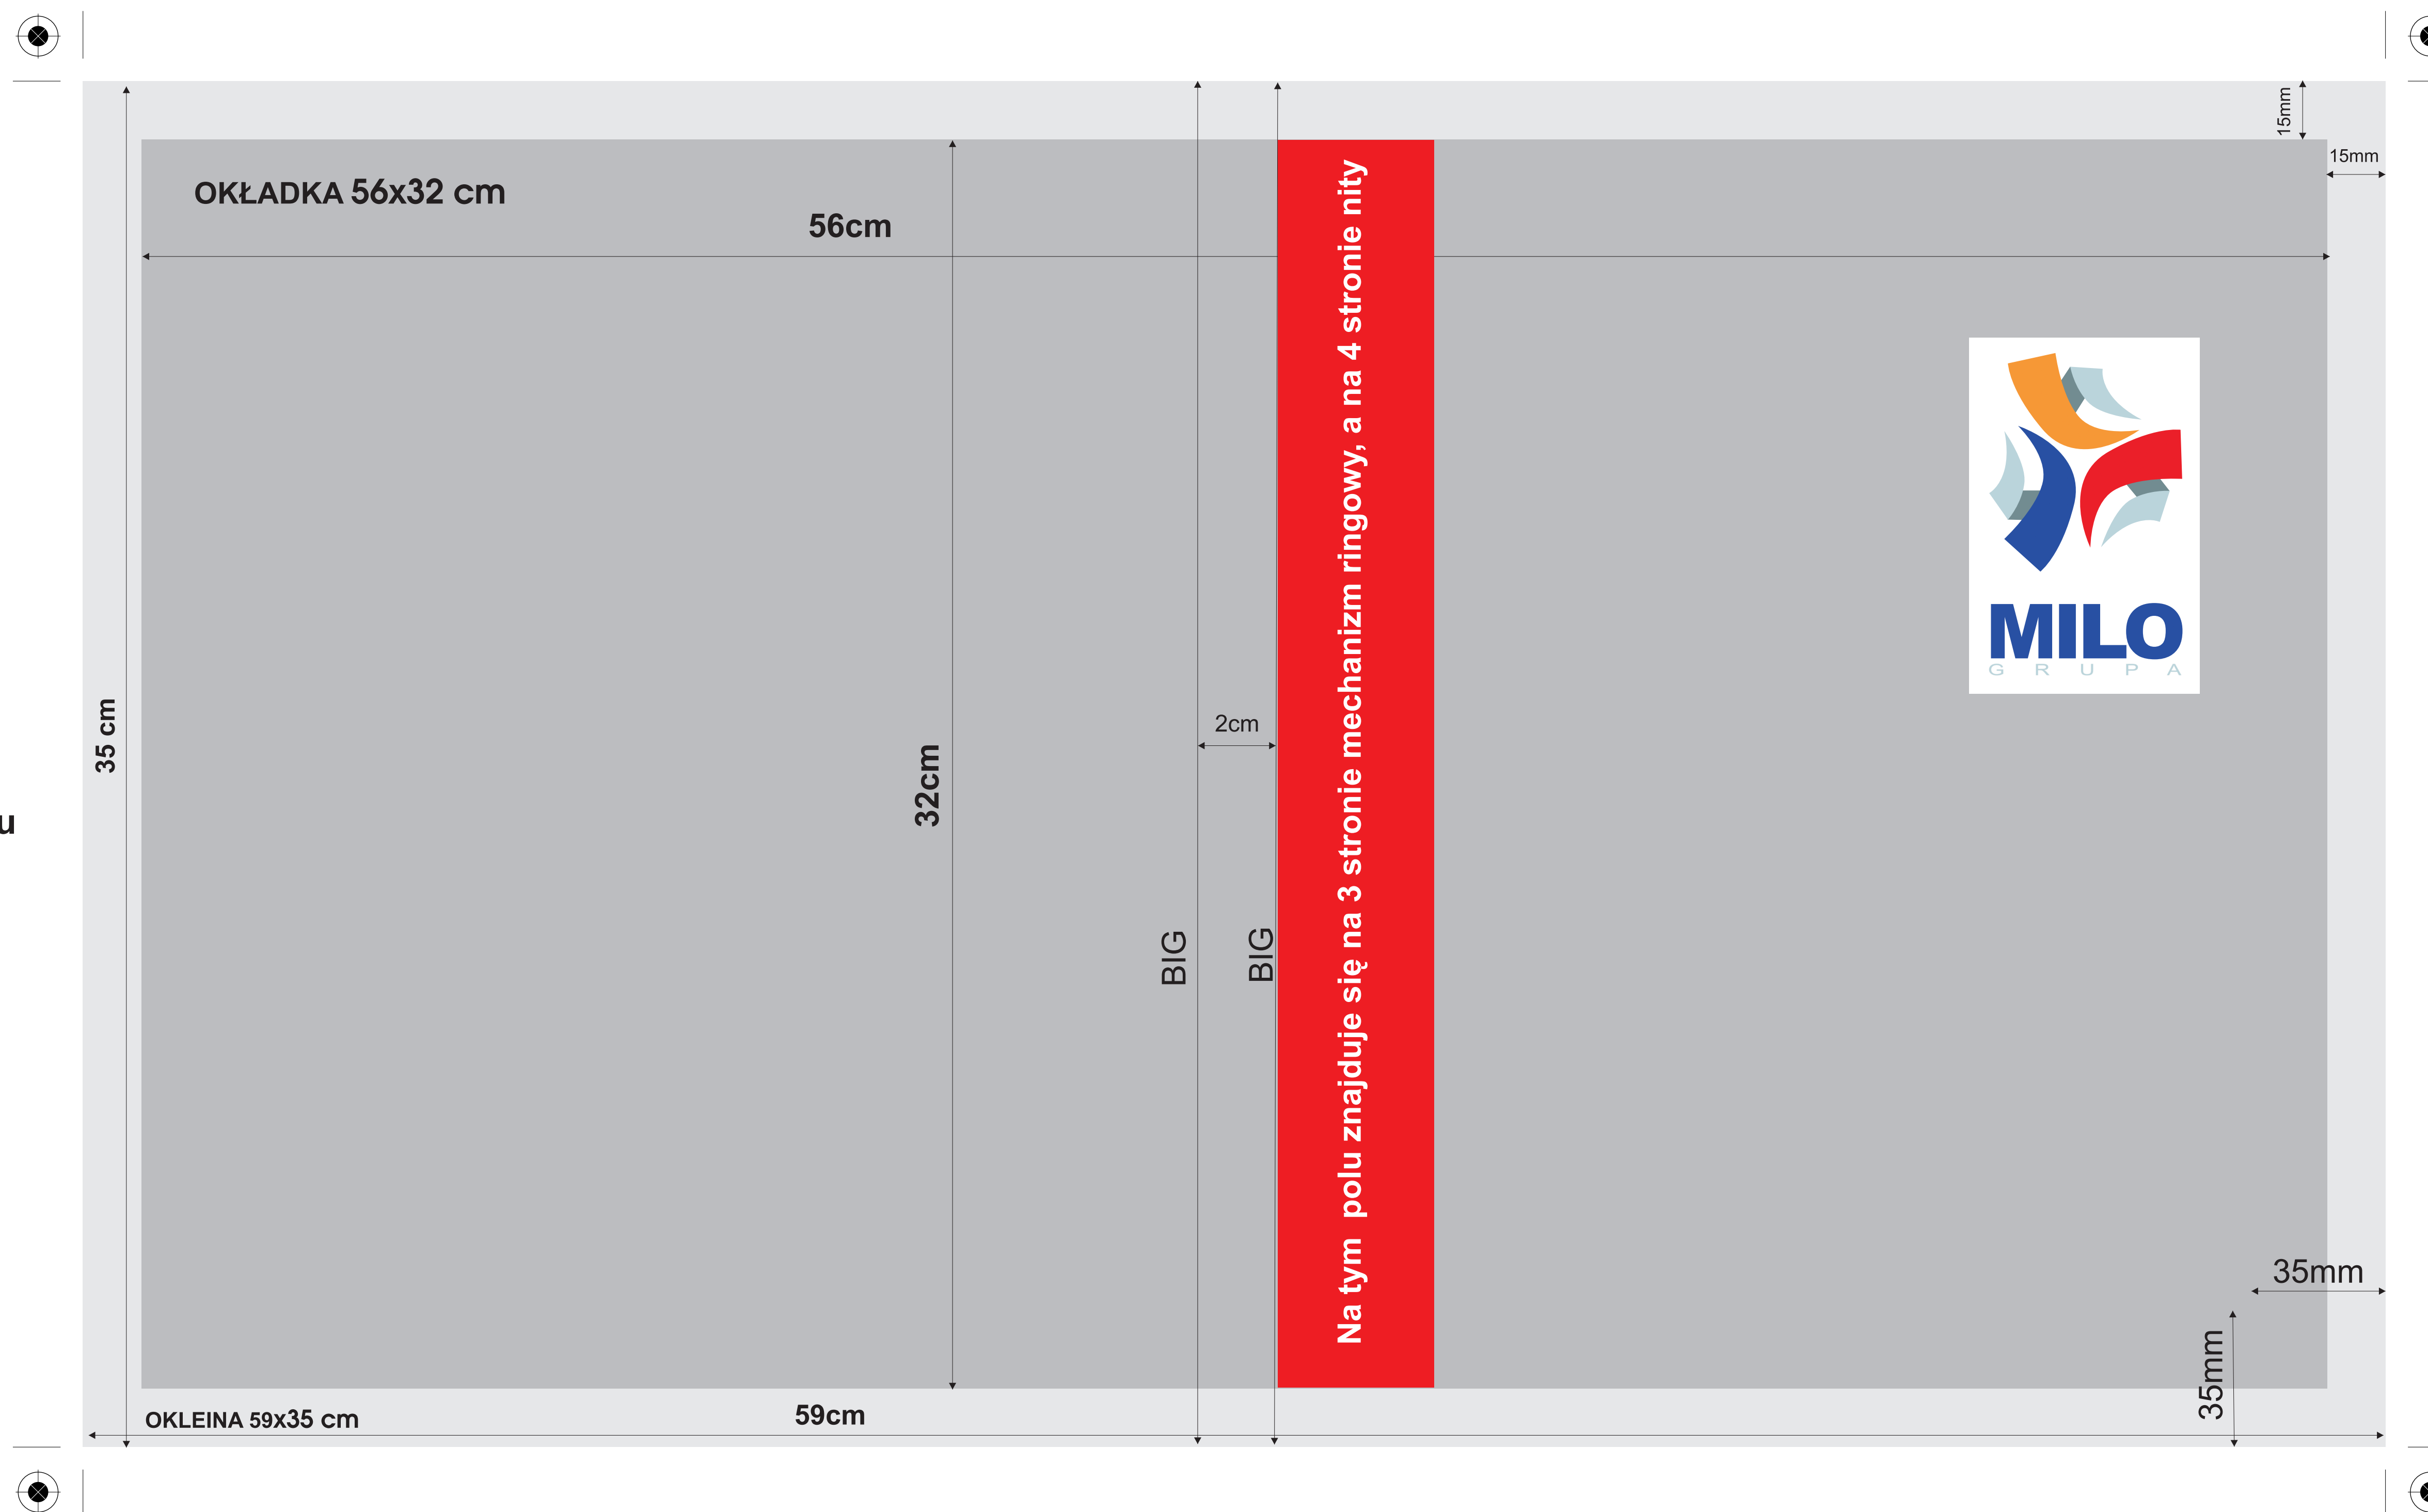 15mm
15mm
OKŁADKA 56x32 cm
56cm
Na tym  polu znajduje się na 3 stronie mechanizm ringowy, a na 4 stronie nity
MILO
GRUPA
35 cm
2cm
32cm
u
BIG
BIG
35mm
35mm
OKLEINA 59x35 cm
59cm